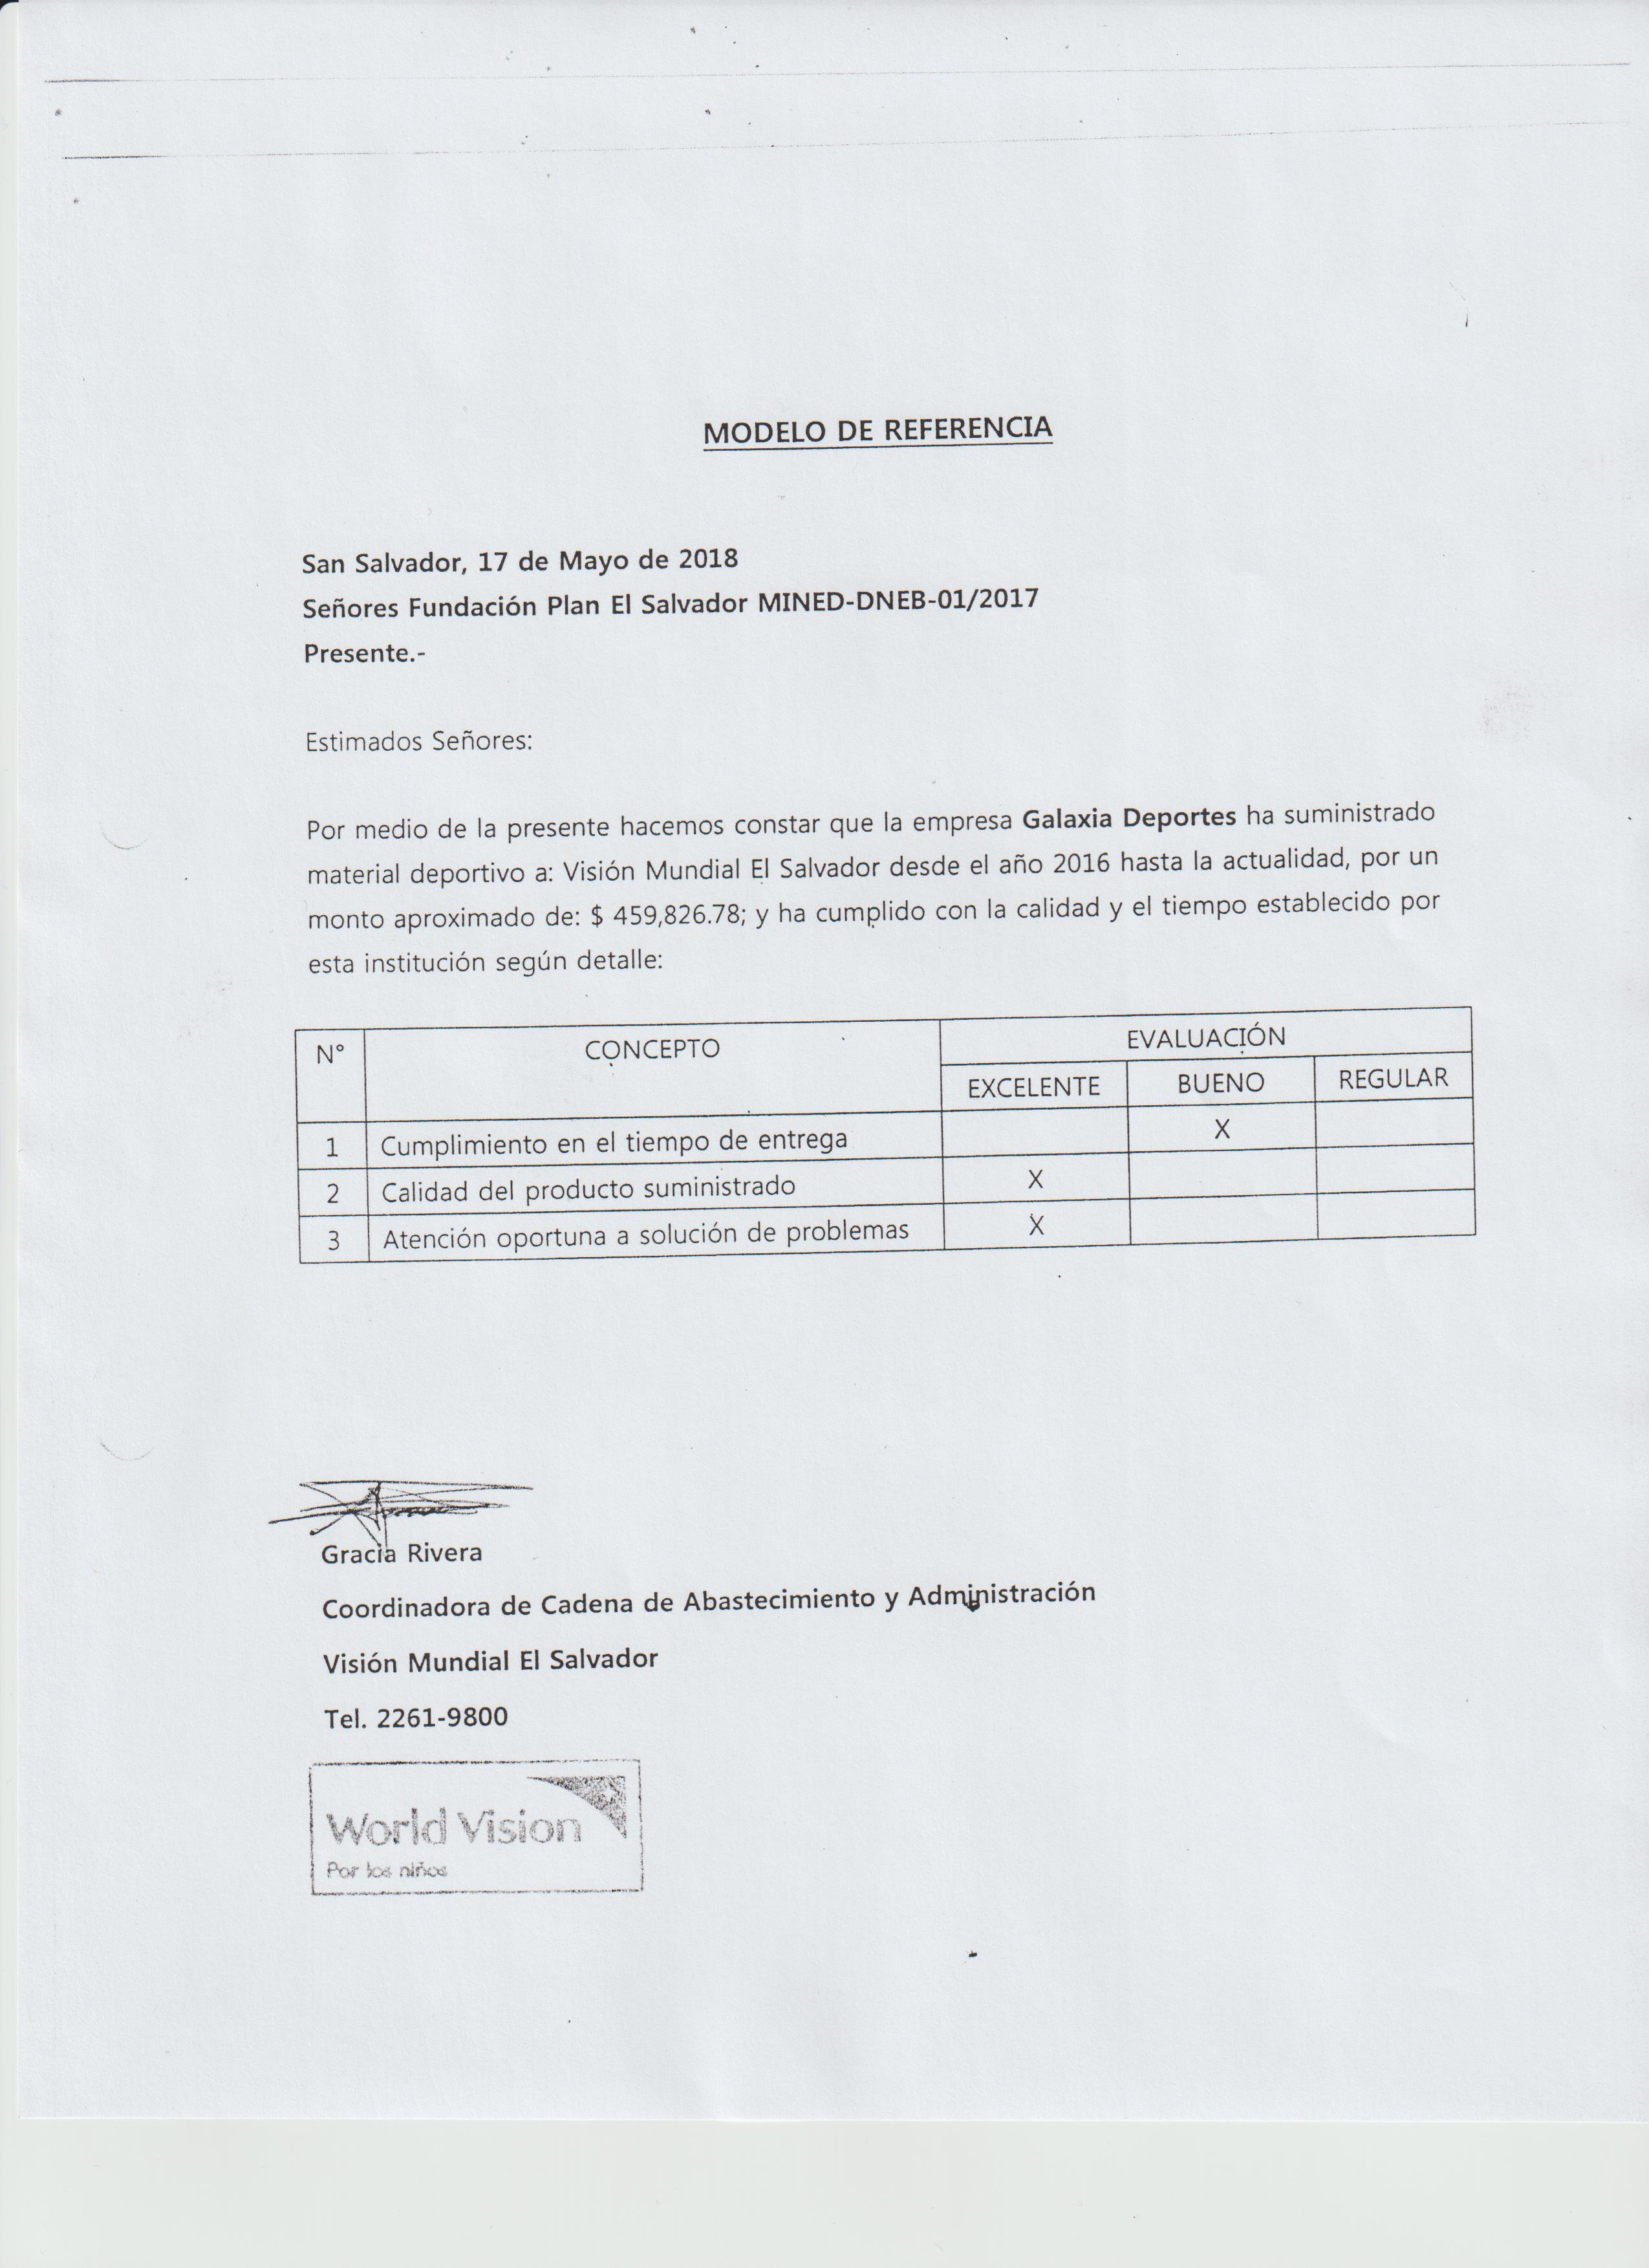 MODELO DE REFERENCIA
San Salvador, 17 de Mayo de 2018
Señores Fundación Plan El Salvador MINED-DNEB-01/2017
Presente.-
Estimados Señores:
Por medio de la presente hacemos constar que la empresa Galaxia Deportes ha suministrado
material deportivo a: Visión Mundial El Salvador desde el año 2016 hasta la actualidad, por un
monto aproximado de: $ 459,826.78; y ha cumplido con la calidad y el tiempo establecido por
esta institución según detalle:
N° CONCEPTO EVALUACIÓN
EXCELENTE BUENO REGULAR
1 Cumplimiento en el tiempo de entrega X
2 Calidad del producto suministrado X
3 Atención oportuna a solución de problemas X
Gracia Rivera
Coordinadora de Cadena de Abastecimiento y Administración
Visión Mundial El Salvador
Tel. 2261-9800
World Vision
Por los niños